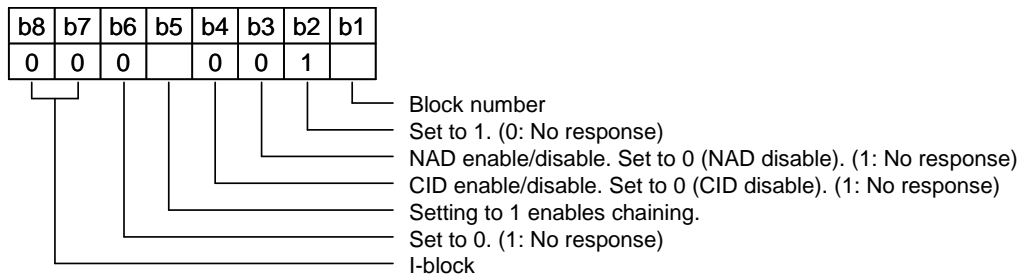 b8 b7 b6 b5 b4 b3 b2 b1
0 0 0 0 0 1
Block number
Set to 1. (0: No response)
NAD enable/disable. Set to 0 (NAD disable). (1: No response)
CID enable/disable. Set to 0 (CID disable). (1: No response)
Setting to 1 enables chaining.
Set to 0. (1: No response)
I-block